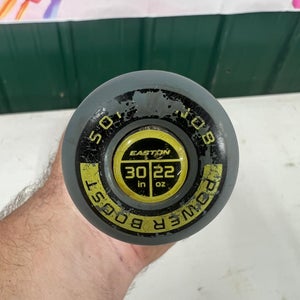 EASTON
30 22
in oz
POWER BOOST